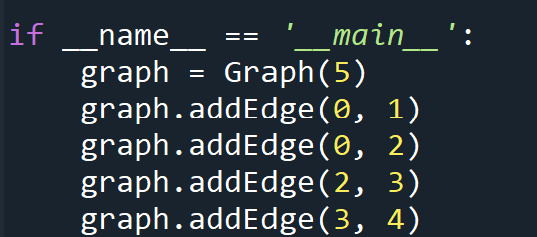 if __name__ == '__main__':
    graph = Graph(5)
    graph.addEdge(0, 1)
    graph.addEdge(0, 2)
    graph.addEdge(2, 3)
    graph.addEdge(3, 4)